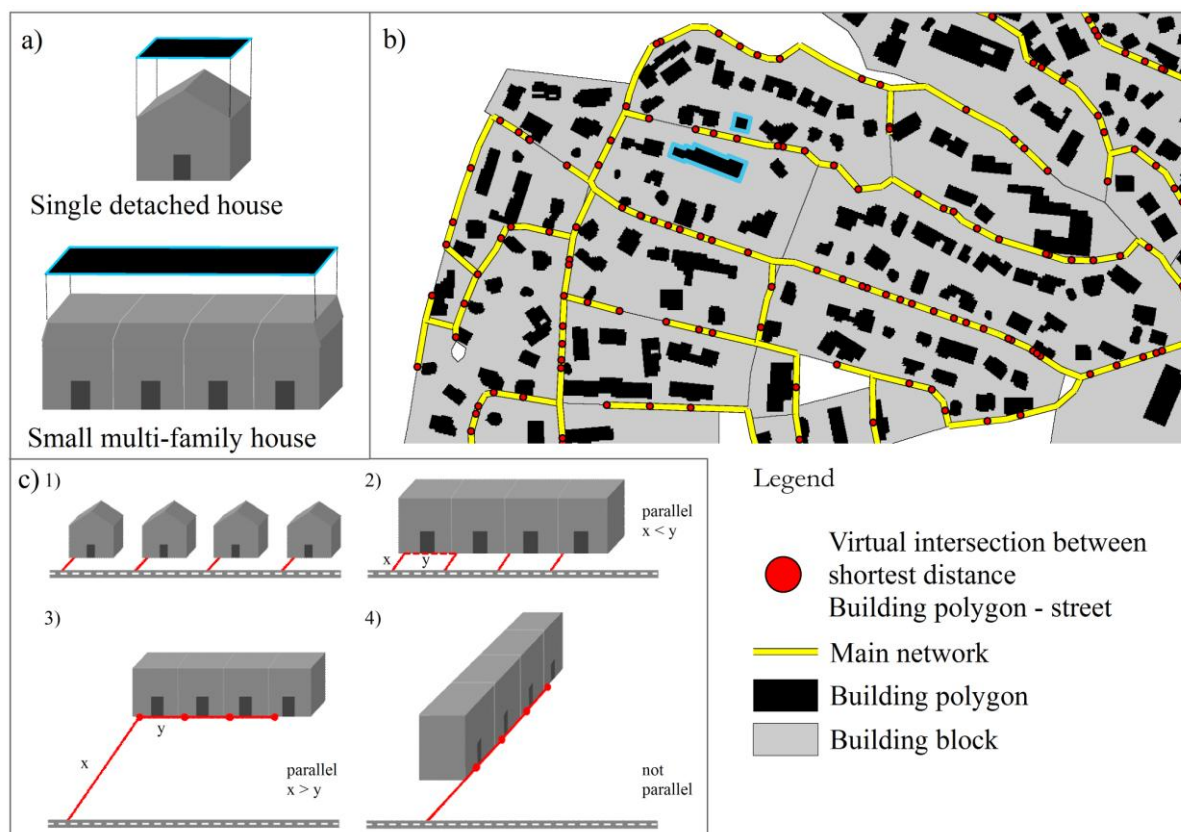 a)
Single detached house
Small multi-family house
b)
c)
1)
2)
parallel
x < y
x
y
3)
y
x
parallel
x > y
4)
not
parallel
Legend
Virtual intersection between
shortest distance
Building polygon - street
Main network
Building polygon
Building block